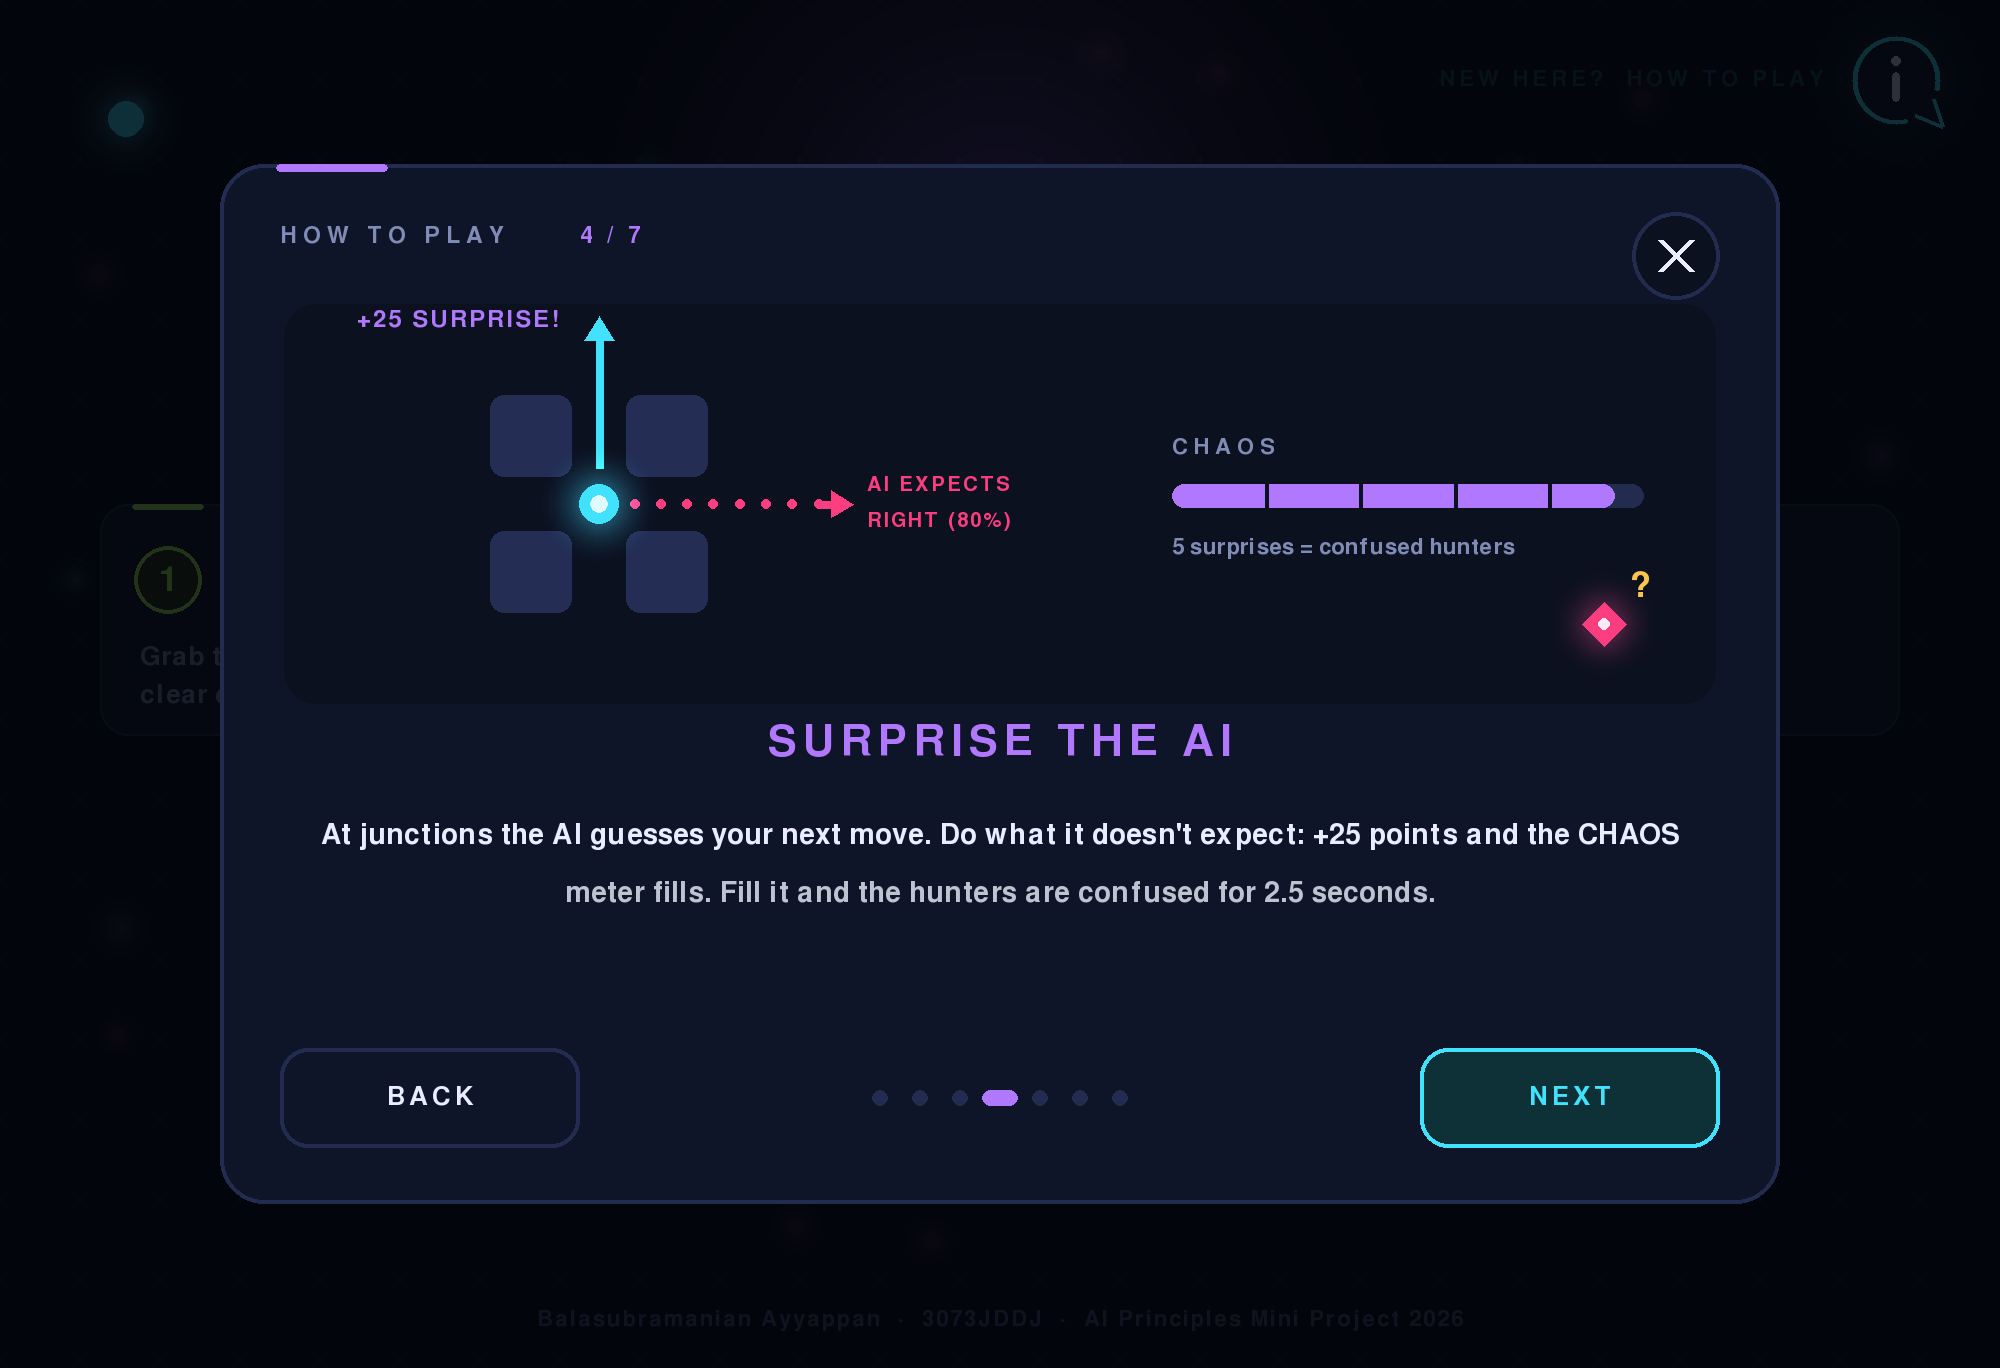 NEW HERE? HOW TO PLAY
HOW TO PLAY 4 / 7
+25 SURPRISE!
AI EXPECTS
RIGHT (80%)
CHAOS
5 surprises = confused hunters
?
1
Grab
clear
SURPRISE THE AI
At junctions the AI guesses your next move. Do what it doesn't expect: +25 points and the CHAOS
meter fills. Fill it and the hunters are confused for 2.5 seconds.
BACK
NEXT
Balasubramanian Ayyappan · 3073JDDJ · AI Principles Mini Project 2026